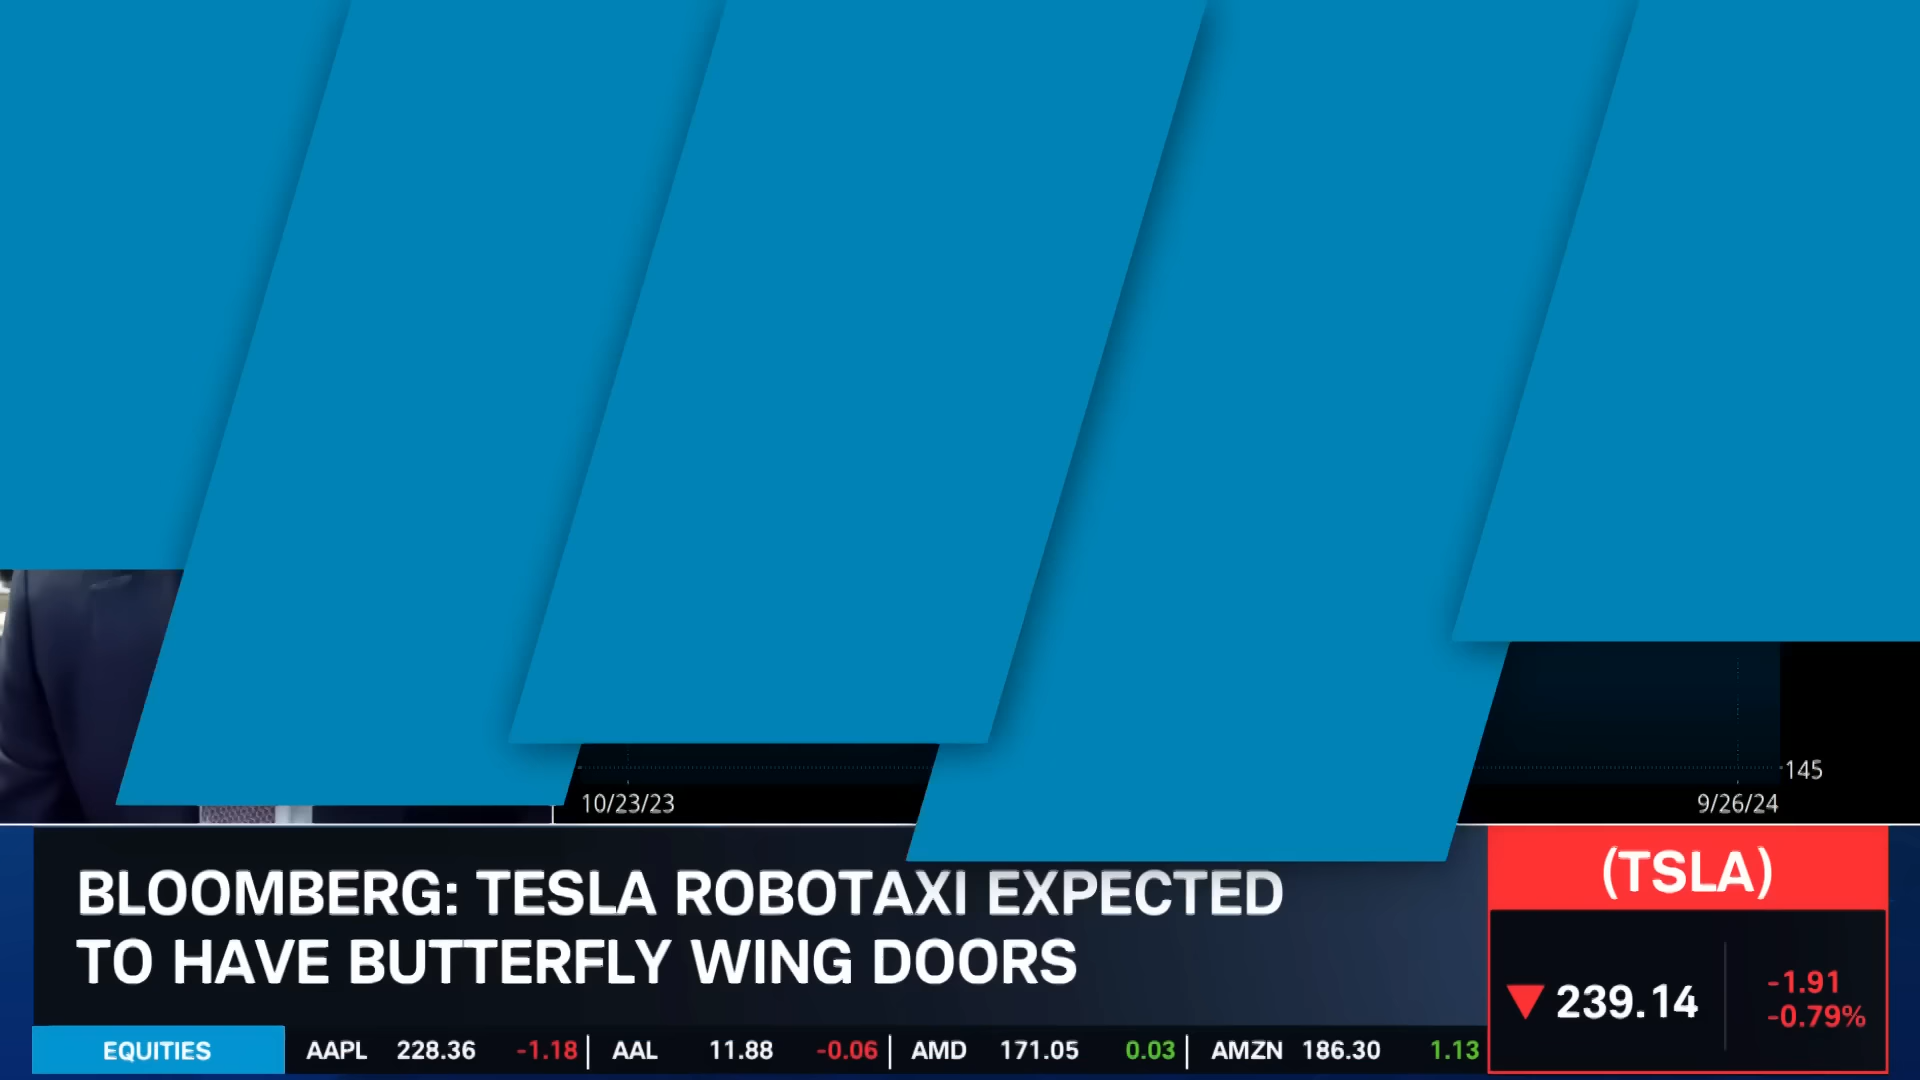 145
10/23/23
9/26/24
BLOOMBERG: TESLA ROBOTAXI EXPECTED
TO HAVE BUTTERFLY WING DOORS
(TSLA)
▼ 239.14
-1.91
-0.79%
EQUITIES AAPL 228.36 -1.18 | AAL 11.88 -0.06 | AMD 171.05 0.03 | AMZN 186.30 1.13